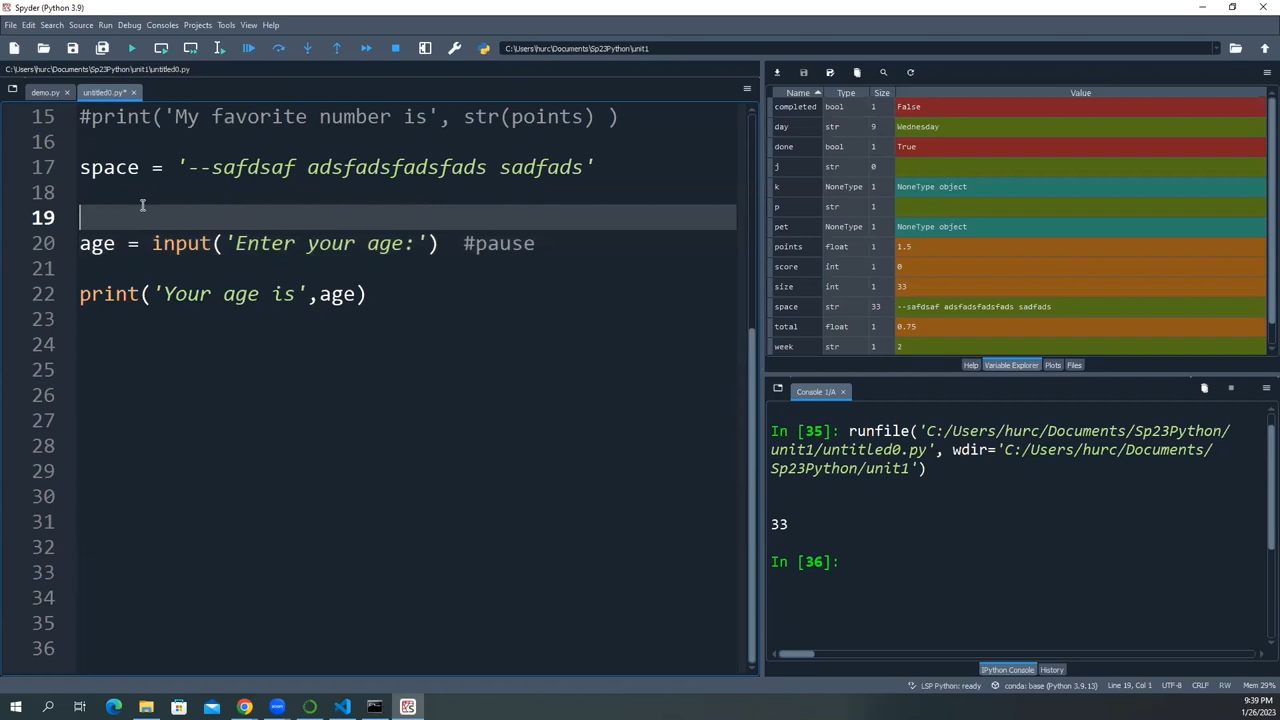 Spyder (Python 3.9)
File Edit Search Source Run Debug Consoles Projects Tools View Help
C:\Users\hurc\Documents\Sp23Python\unit1
C:\Users\hurc\Documents\Sp23Python\unit1\untitled0.py
demo.py untitled0.py*
15 #print('My favorite number is', str(points) )
16
17 space = '--safdsaf adsfadsfadsfads sadfads'
18
19
20 age = input('Enter your age:')  #pause
21
22 print('Your age is',age)
23
24
25
26
27
28
29
30
31
32
33
34
35
36
Name Type Size Value
completed bool 1 False
day str 9 Wednesday
done bool 1 True
j str 0
k NoneType 1 NoneType object
p str 1
pet NoneType 1 NoneType object
points float 1 1.5
score int 1 0
size int 1 33
space str 33 --safdsaf adsfadsfadsfads sadfads
total float 1 0.75
week str 1 2
Help Variable Explorer Plots Files
Console 1/A
In [35]: runfile('C:/Users/hurc/Documents/Sp23Python/
unit1/untitled0.py', wdir='C:/Users/hurc/Documents/
Sp23Python/unit1')
33
In [36]:
IPython Console History
LSP Python: ready conda: base (Python 3.9.13) Line 19, Col 1 UTF-8 CRLF RW Mem 29%
9:39 PM
1/26/2023